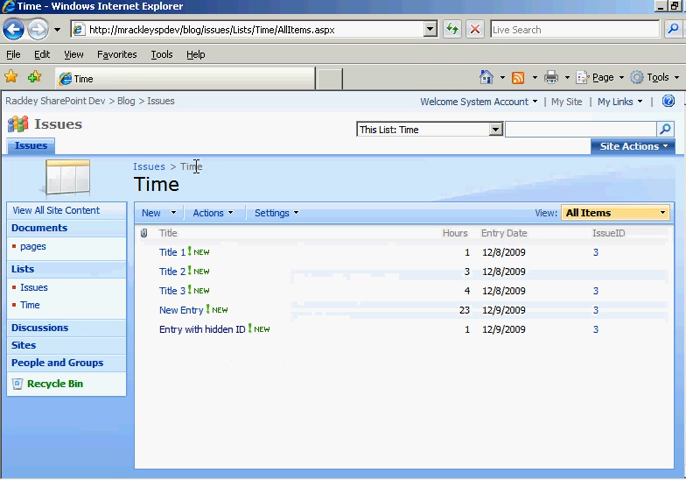 Time - Windows Internet Explorer
http://mrackleyspdev/blog/issues/Lists/Time/AllItems.aspx
Live Search
File Edit View Favorites Tools Help
Time
Page Tools
Rackley SharePoint Dev > Blog > Issues
Welcome System Account My Site My Links
Issues
This List: Time
Issues
Site Actions
Issues > Time
Time
View All Site Content
Documents
pages
Lists
Issues
Time
Discussions
Sites
People and Groups
Recycle Bin
New Actions Settings View: All Items
Title Hours Entry Date IssueID
Title 1 ! NEW 1 12/8/2009 3
Title 2 ! NEW 3 12/8/2009
Title 3 ! NEW 4 12/8/2009 3
New Entry ! NEW 23 12/9/2009 3
Entry with hidden ID ! NEW 1 12/9/2009 3